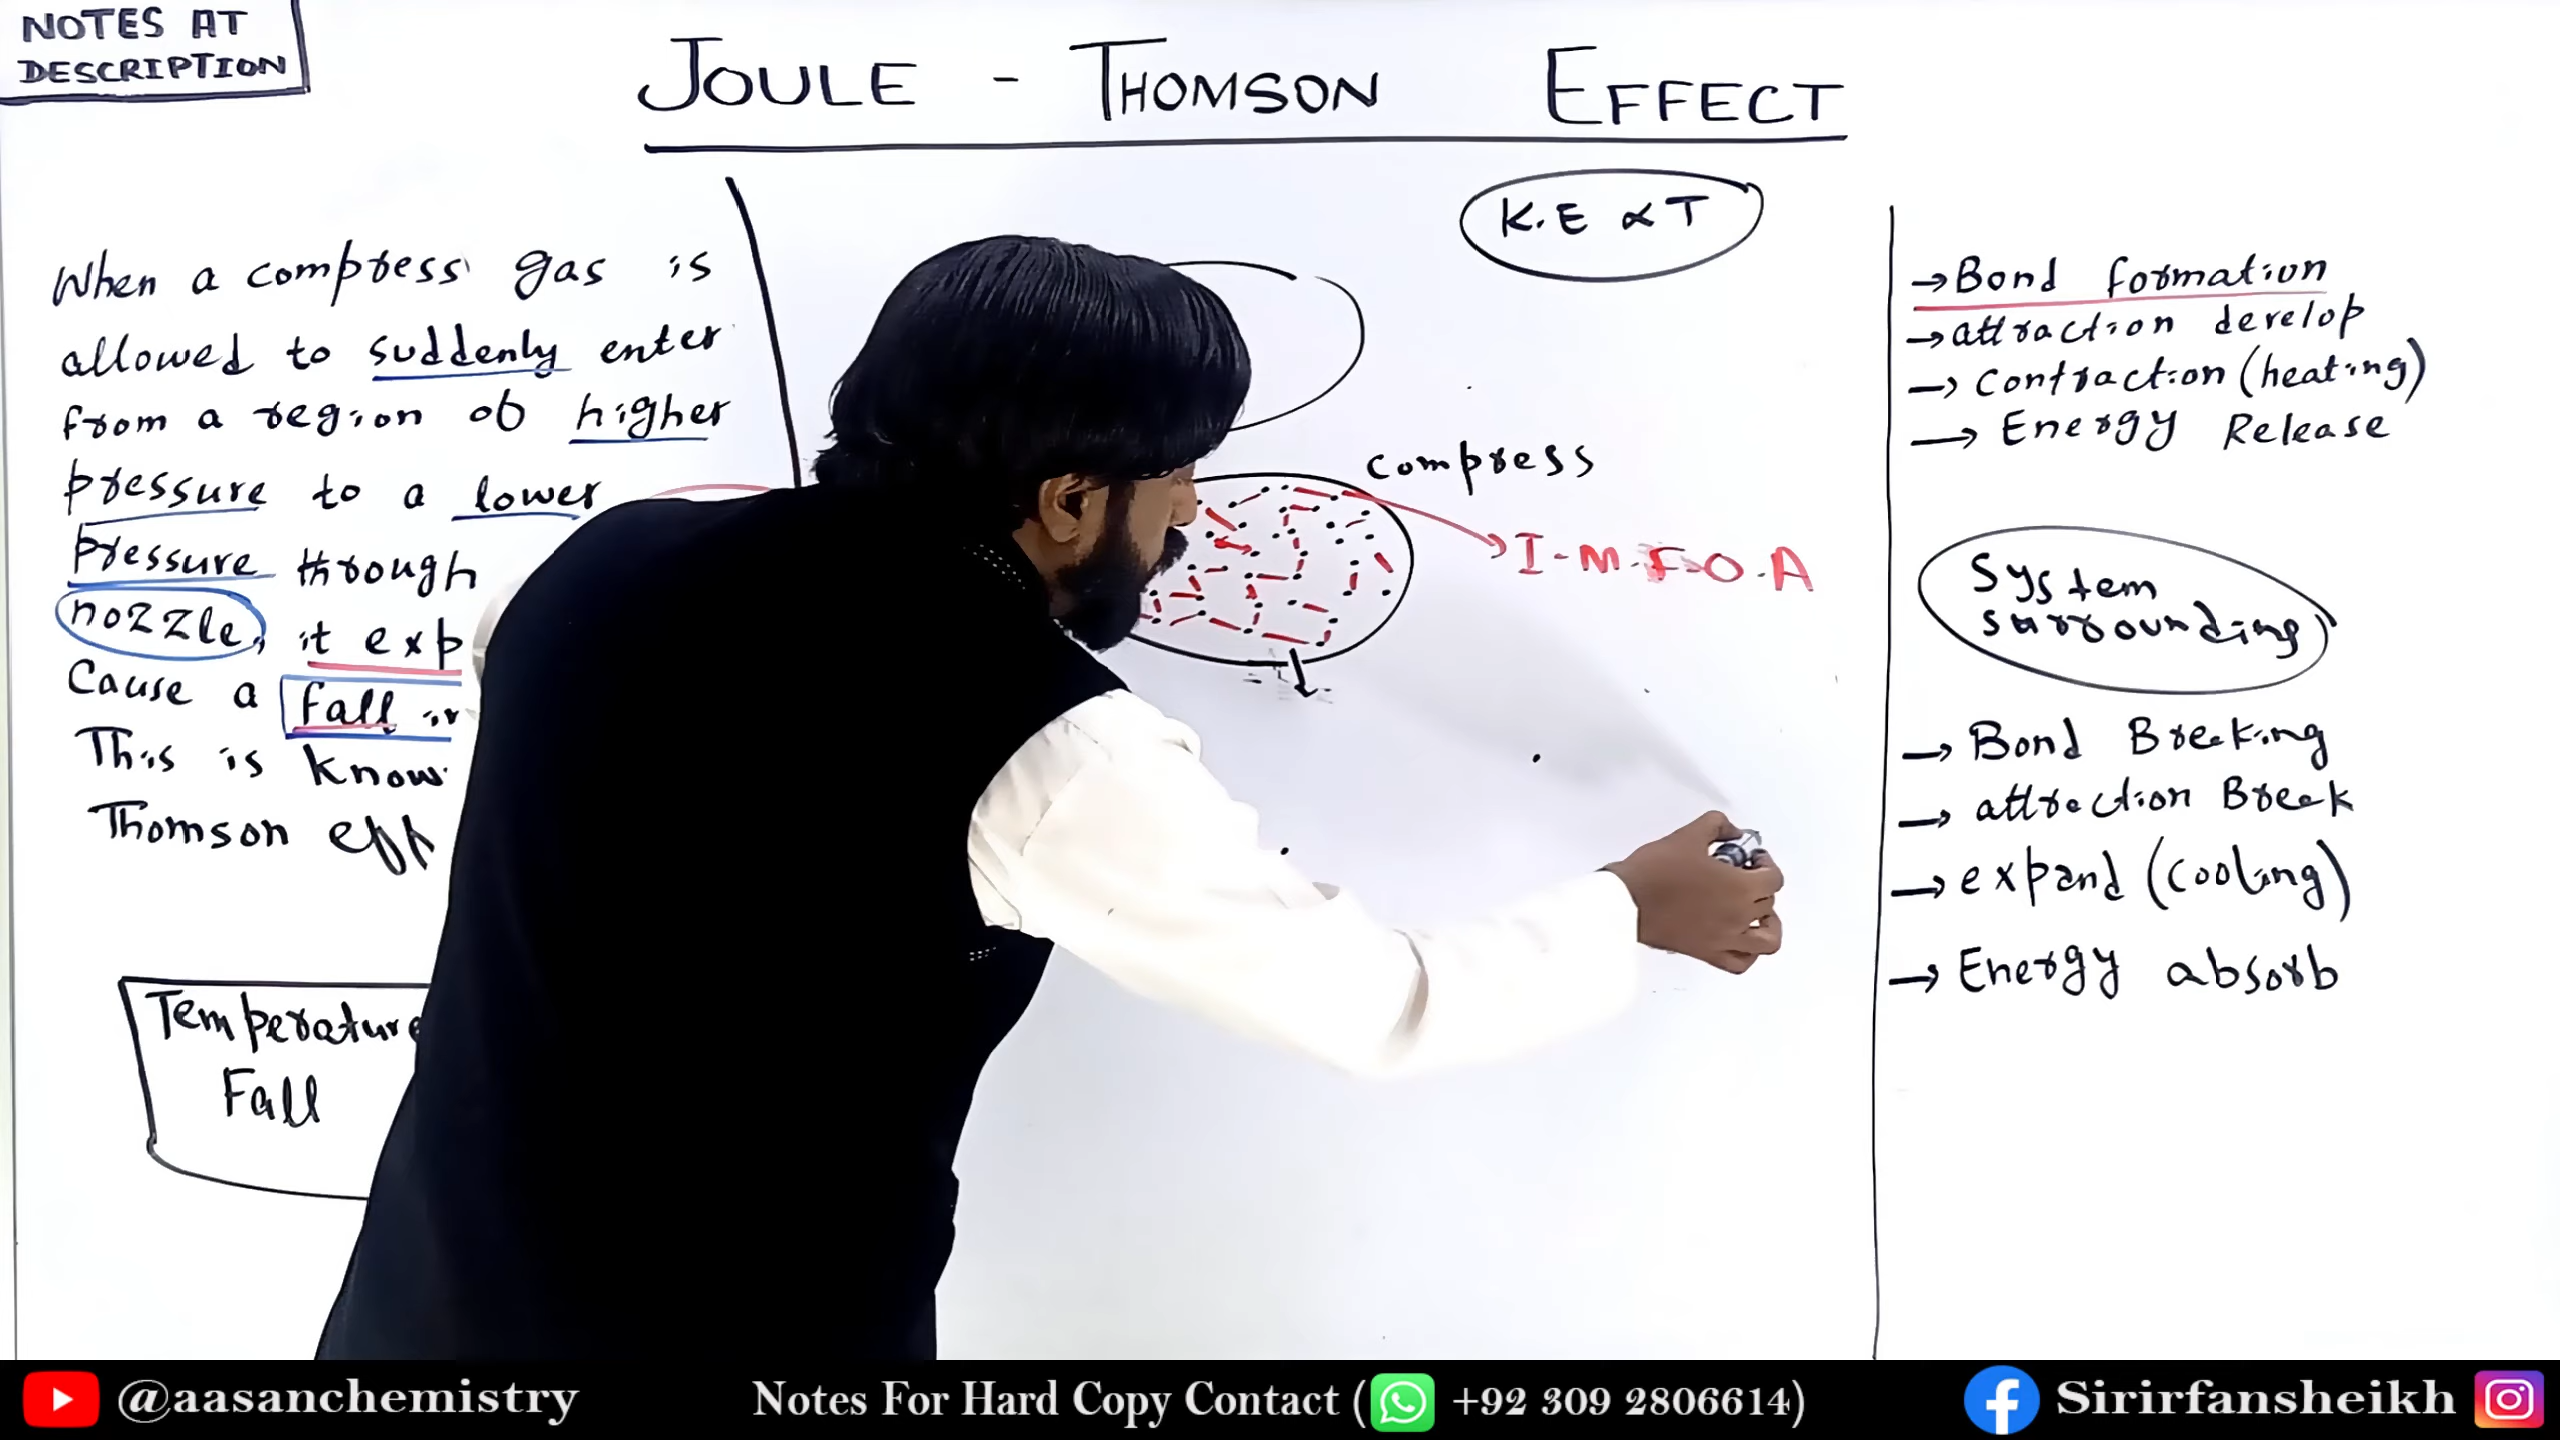 NOTES AT
DESCRIPTION
JOULE - THOMSON EFFECT
When a compress gas is
allowed to suddenly enter
from a region of higher
pressure to a lower
pressure through
nozzle, it exp
Cause a fall in
This is know
Thomson eff
Temperature
Fall
K.E ∝ T
compress
I-M.F.O.A
→ Bond formation
→ attraction develop
→ Contraction (heating)
→ Energy Release
System
surrounding
→ Bond Breaking
→ attraction Break
→ expand (cooling)
→ Energy absorb
@aasanchemistry
Notes For Hard Copy Contact ( +92 309 2806614)
Sirirfansheikh